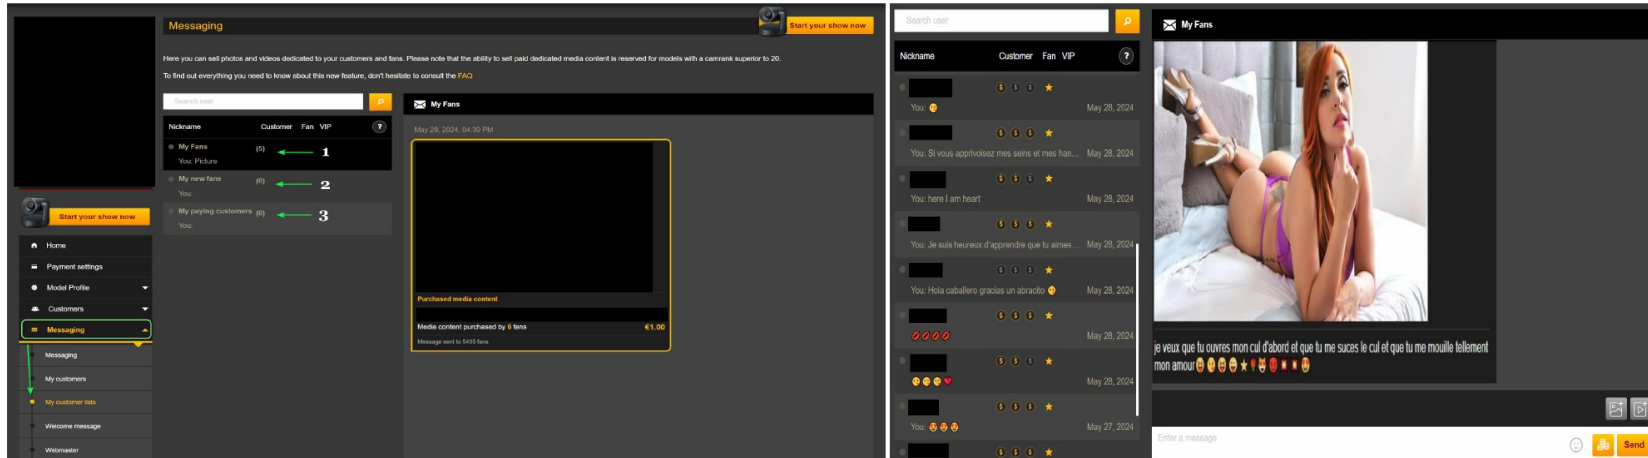 Messaging
Start your show now
Here you can sell photos and videos dedicated to your customers and fans. Please note that the ability to sell paid dedicated media content is reserved for models with a camrank superior to 20.
To find out everything you need to know about this new feature, don't hesitate to consult the FAQ
Search user
Nickname Customer Fan VIP ?
My Fans (5) 1
You: Picture
My new fans (0) 2
You:
My paying customers (0) 3
You:
Start your show now
Home
Payment settings
Model Profile
Customers
Messaging
Messaging
My customers
My customer lists
Welcome message
Webmaster
My Fans
May 29, 2024, 04:30 PM
Purchased media content
Media content purchased by 6 fans €1.00
Message sent to 5405 fans
Search user
Nickname Customer Fan VIP ?
You: 😘 May 28, 2024
You: Si vous apprivoisez mes seins et mes han... May 28, 2024
You: here I am heart May 28, 2024
You: Je suis heureux d'apprendre que tu aimes... May 28, 2024
You: Hola caballero gracias un abracito 😘 May 28, 2024
💋💋💋💋 May 28, 2024
😘😘😘❤ May 28, 2024
You: 😍😍😍 May 27, 2024
My Fans
je veux que tu ouvres mon cul d'abord et que tu me suces le cul et que tu me mouille tellement
mon amour
Enter a message
Send